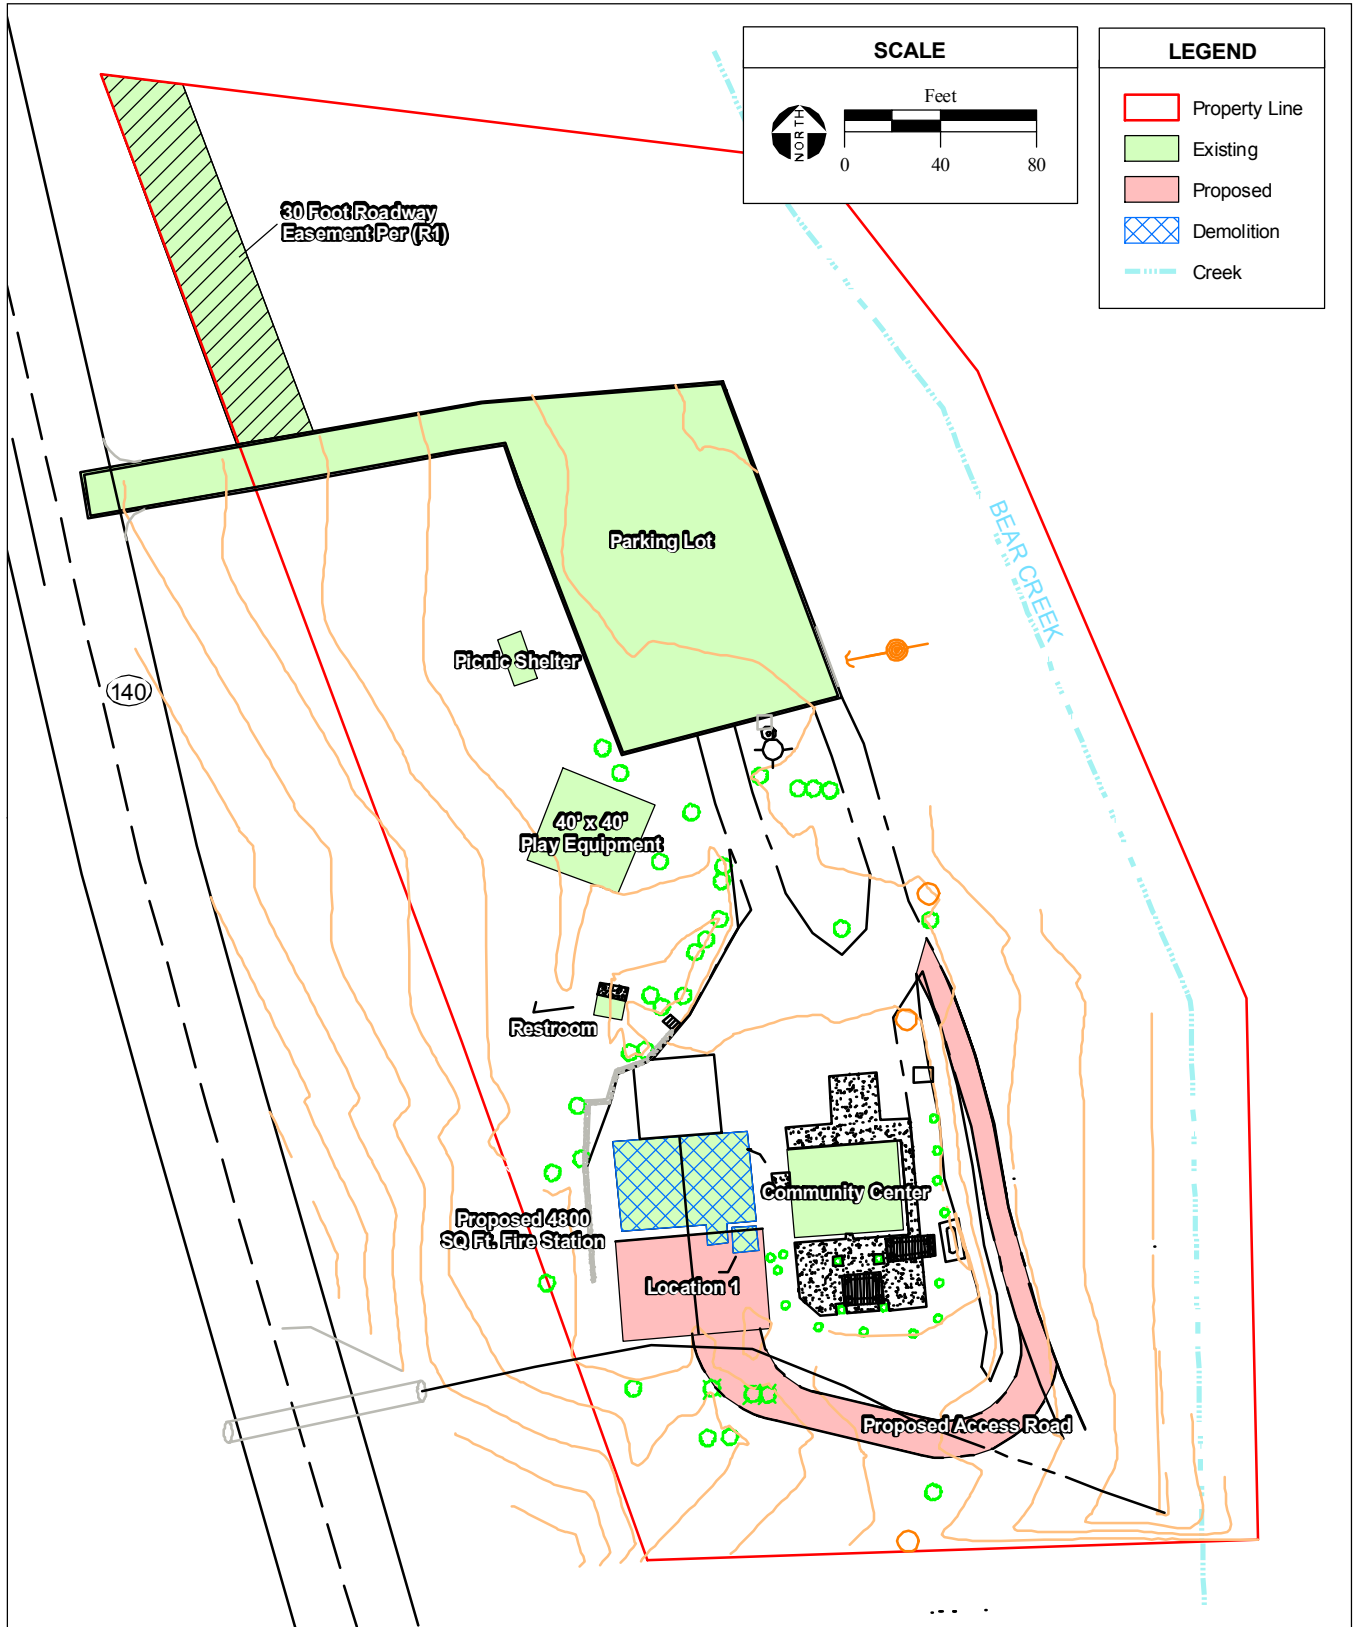 SCALE
Feet
NORTH
0 40 80
LEGEND
Property Line
Existing
Proposed
Demolition
Creek
30 Foot Roadway
Easement Per (R1)
Parking Lot
BEAR CREEK
Picnic Shelter
140
40' x 40'
Play Equipment
Restroom
Community Center
Proposed 4800
SQ Ft. Fire Station
Location 1
Proposed Access Road